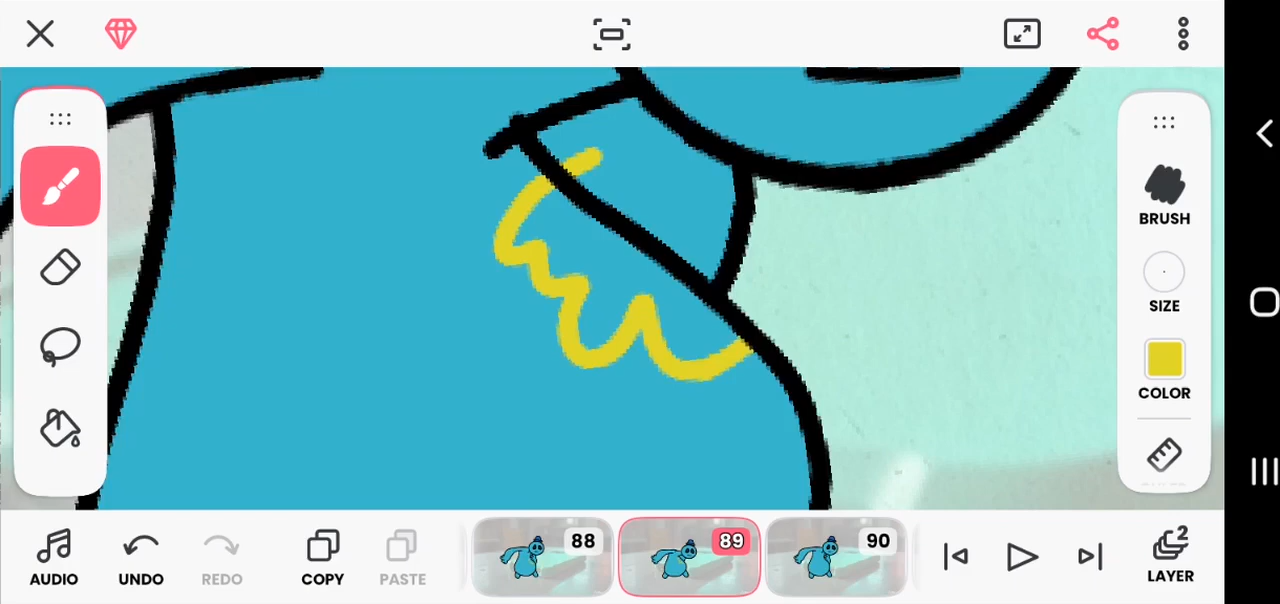 BRUSH
SIZE
COLOR
AUDIO
UNDO
REDO
COPY
PASTE
88
89
90
2
LAYER